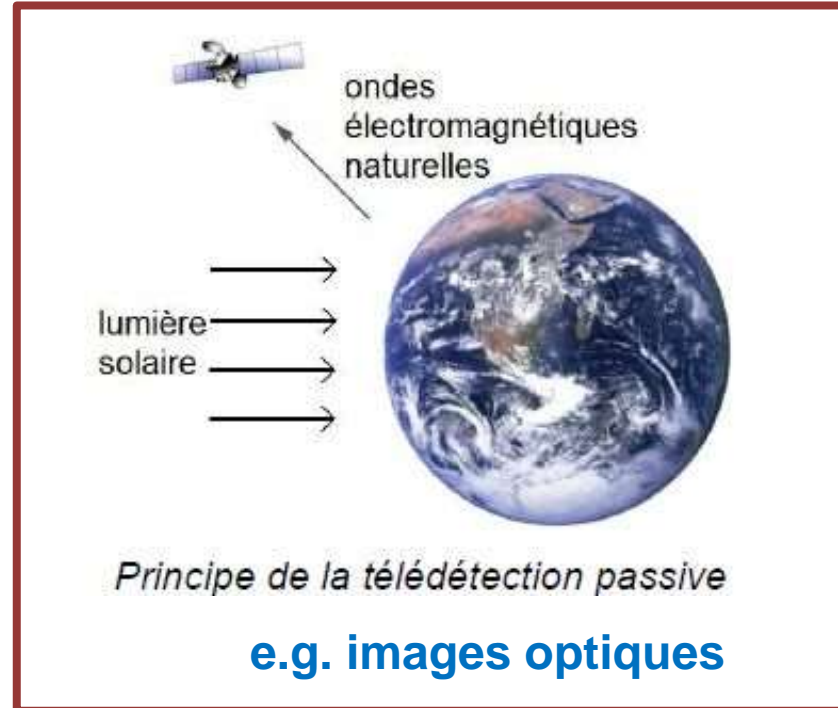 ondes
électromagnétiques
naturelles
lumière
solaire
Principe de la télédétection passive
e.g. images optiques